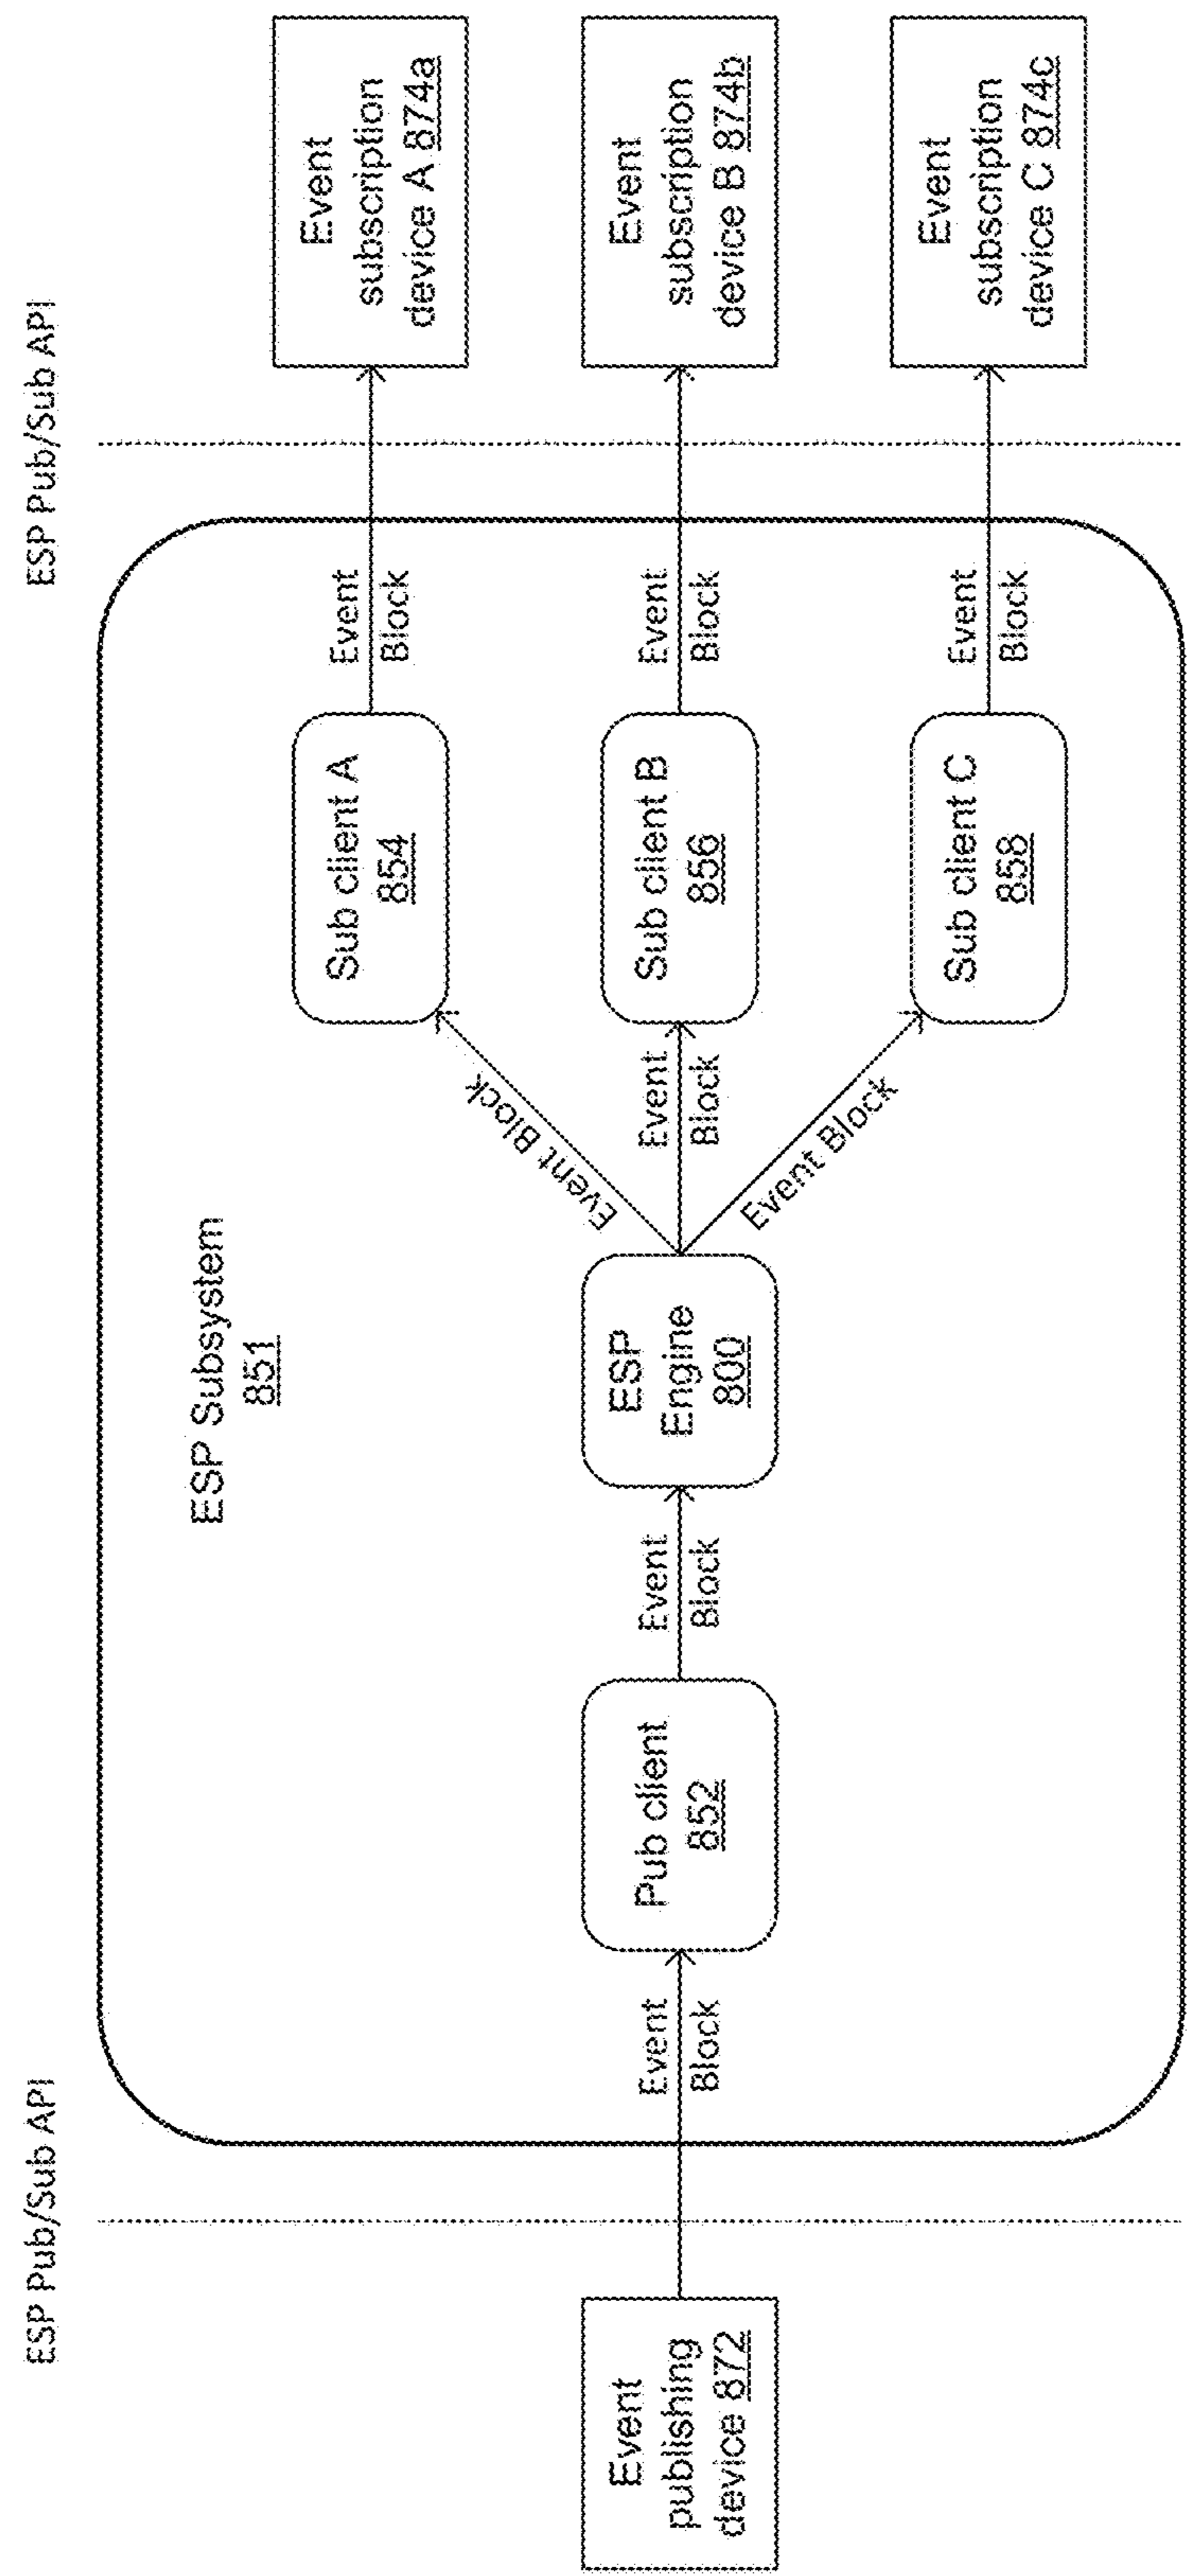 ESP Pub/Sub API
ESP Pub/Sub API
ESP Subsystem
851
Event
publishing
device 872
Event
Block
Pub client
852
Event
Block
ESP
Engine
800
Event Block
Event
Block
Event Block
Sub client A
854
Sub client B
856
Sub client C
858
Event
Block
Event
Block
Event
Block
Event
subscription
device A 874a
Event
subscription
device B 874b
Event
subscription
device C 874c